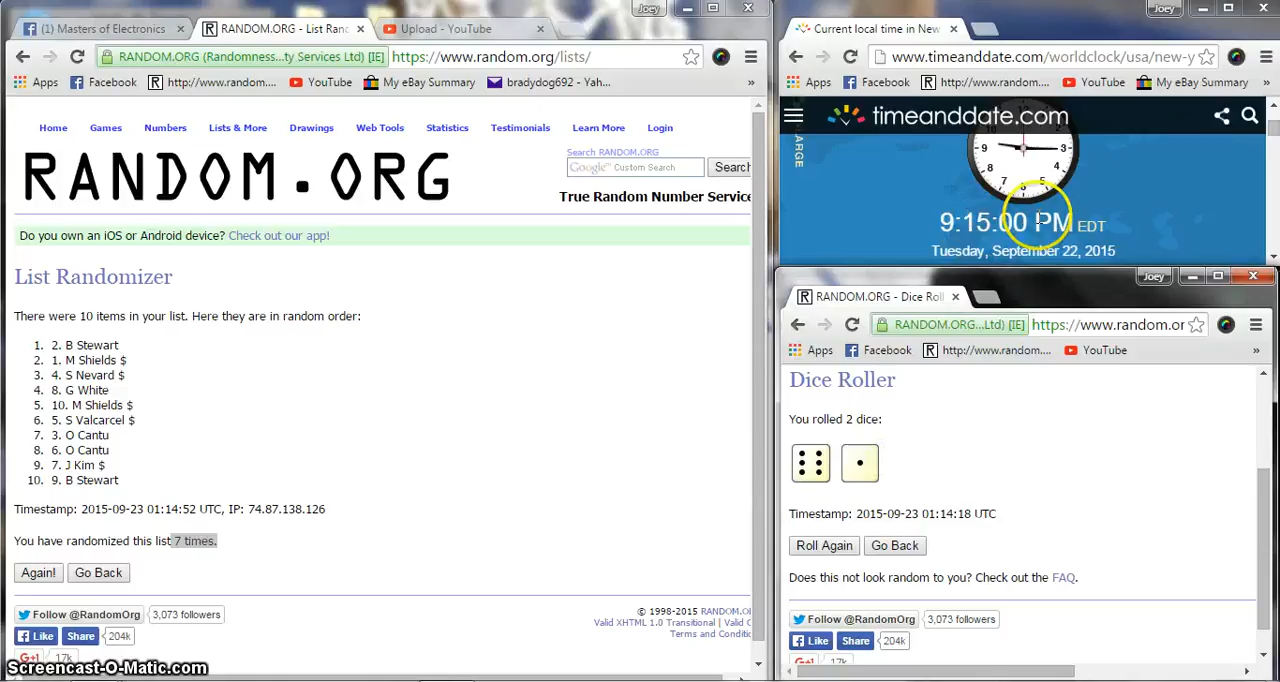 Joey
(1) Masters of Electronics
RANDOM.ORG - List Ran
Upload - YouTube
RANDOM.ORG (Randomness...ty Services Ltd) [IE]
https://www.random.org/lists/
Apps
Facebook
http://www.random...
YouTube
My eBay Summary
bradydog692 - Yah...
»
Home
Games
Numbers
Lists & More
Drawings
Web Tools
Statistics
Testimonials
Learn More
Login
RANDOM.ORG
Search RANDOM.ORG
Google™ Custom Search
Search
True Random Number Service
Do you own an iOS or Android device? Check out our app!
List Randomizer
There were 10 items in your list. Here they are in random order:
1. 2. B Stewart
2. 1. M Shields $
3. 4. S Nevard $
4. 8. G White
5. 10. M Shields $
6. 5. S Valcarcel $
7. 3. O Cantu
8. 6. O Cantu
9. 7. J Kim $
10. 9. B Stewart
Timestamp: 2015-09-23 01:14:52 UTC, IP: 74.87.138.126
You have randomized this list 7 times.
Again!
Go Back
Follow @RandomOrg
3,073 followers
Like
Share
204k
G+1
17k
© 1998-2015 RANDOM.O
Valid XHTML 1.0 Transitional | Valid
Terms and Conditi
Screencast-O-Matic.com
Joey
Current local time in New
www.timeanddate.com/worldclock/usa/new-y
Apps
Facebook
http://www.random...
YouTube
My eBay Summary
»
LARGE
timeanddate.com
9:15:00 PM EDT
Tuesday, September 22, 2015
Joey
RANDOM.ORG - Dice Roll
RANDOM.ORG...Ltd) [IE]
https://www.random.or
Apps
Facebook
http://www.random....
YouTube
»
Dice Roller
You rolled 2 dice:
Timestamp: 2015-09-23 01:14:18 UTC
Roll Again
Go Back
Does this not look random to you? Check out the FAQ.
Follow @RandomOrg
3,073 followers
Like
Share
204k